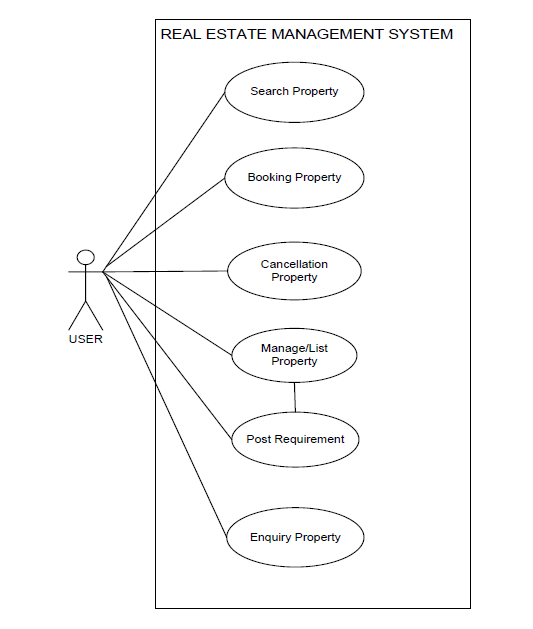 REAL ESTATE MANAGEMENT SYSTEM
Search Property
Booking Property
Cancellation
Property
USER
Manage/List
Property
Post Requirement
Enquiry Property